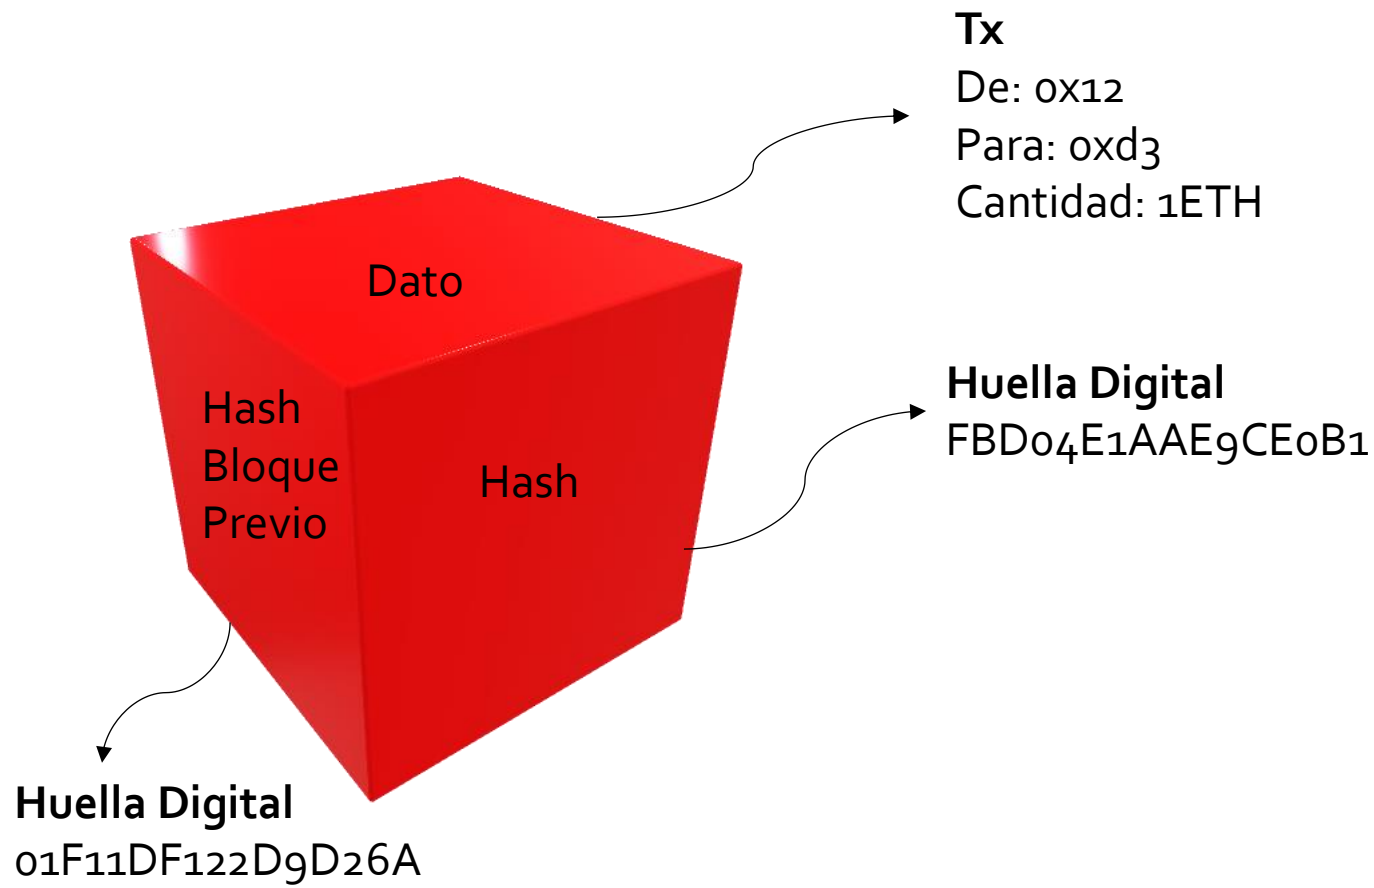 Tx
De: 0x12
Para: 0xd3
Cantidad: 1ETH
Dato
Hash
Bloque
Previo
Hash
Huella Digital
FBD04E1AAE9CE0B1
Huella Digital
01F11DF122D9D26A